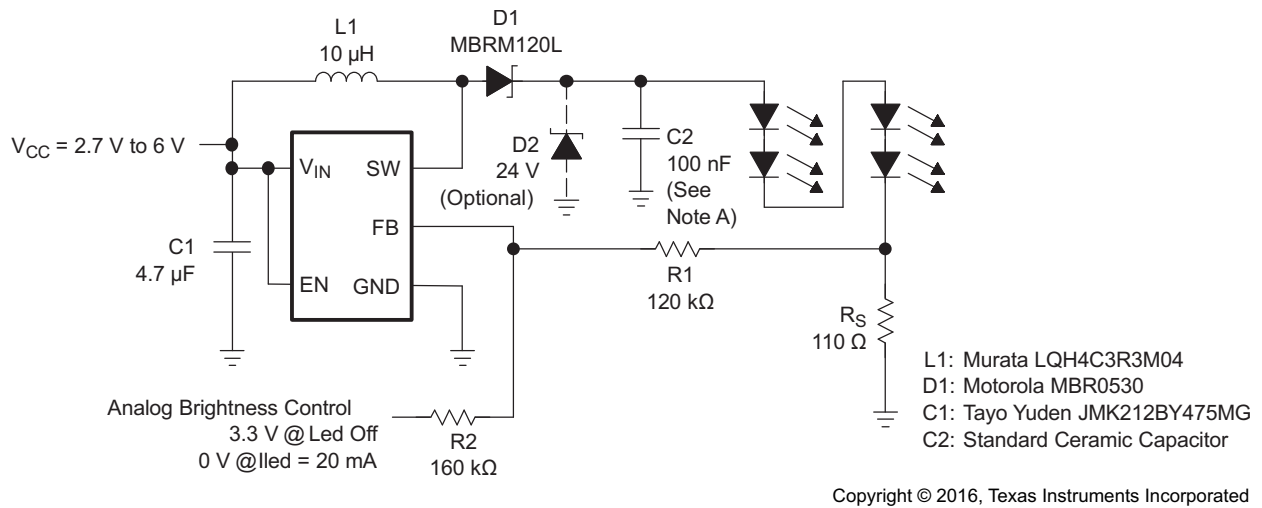 D1
MBRM120L
L1
10 µH
VCC = 2.7 V to 6 V
VIN
SW
D2
24 V
(Optional)
C2
100 nF
(See
Note A)
FB
C1
4.7 µF
EN
GND
R1
120 kΩ
RS
110 Ω
L1: Murata LQH4C3R3M04
D1: Motorola MBR0530
C1: Tayo Yuden JMK212BY475MG
C2: Standard Ceramic Capacitor
Analog Brightness Control
3.3 V @ Led Off
0 V @Iled = 20 mA
R2
160 kΩ
Copyright © 2016, Texas Instruments Incorporated